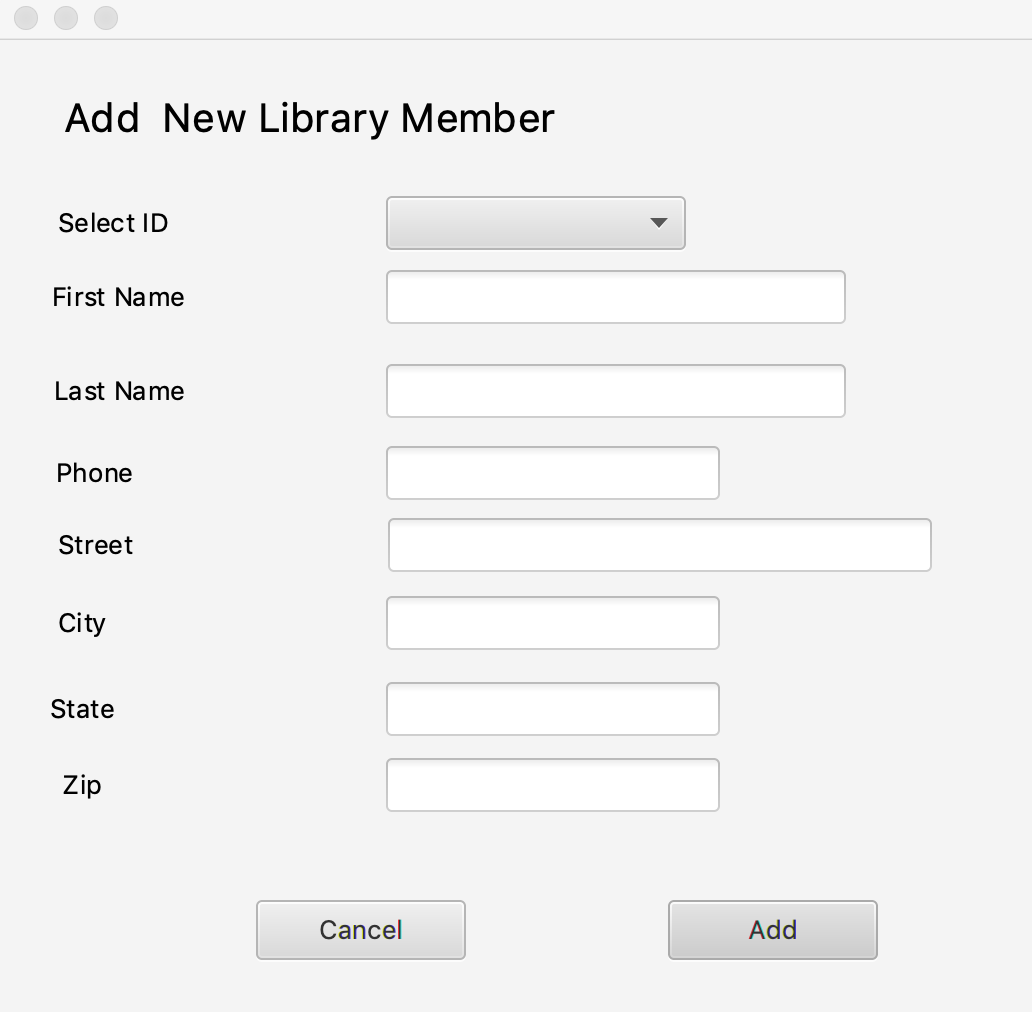 Add  New Library Member
Select ID
First Name
Last Name
Phone
Street
City
State
Zip
Cancel
Add